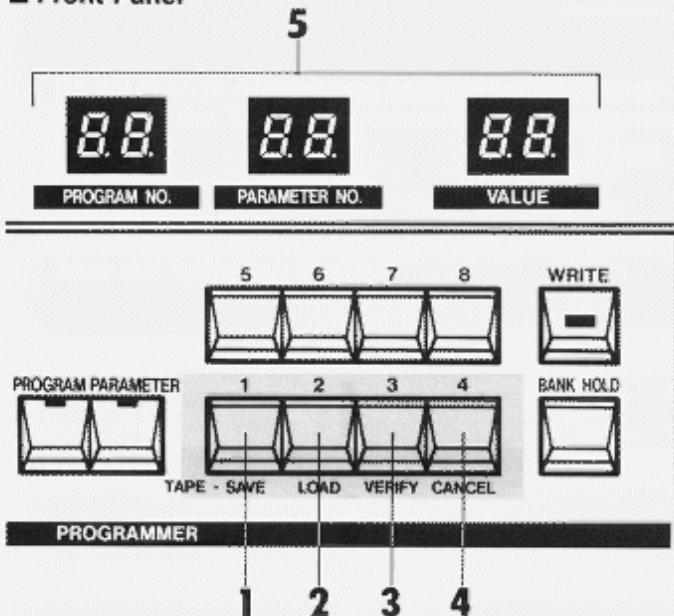 ■ Front Panel
5
8.8. 8.8. 8.8.
PROGRAM NO. PARAMETER NO. VALUE
5 6 7 8 WRITE
PROGRAM PARAMETER 1 2 3 4 BANK HOLD
TAPE - SAVE LOAD VERIFY CANCEL
PROGRAMMER
1 2 3 4